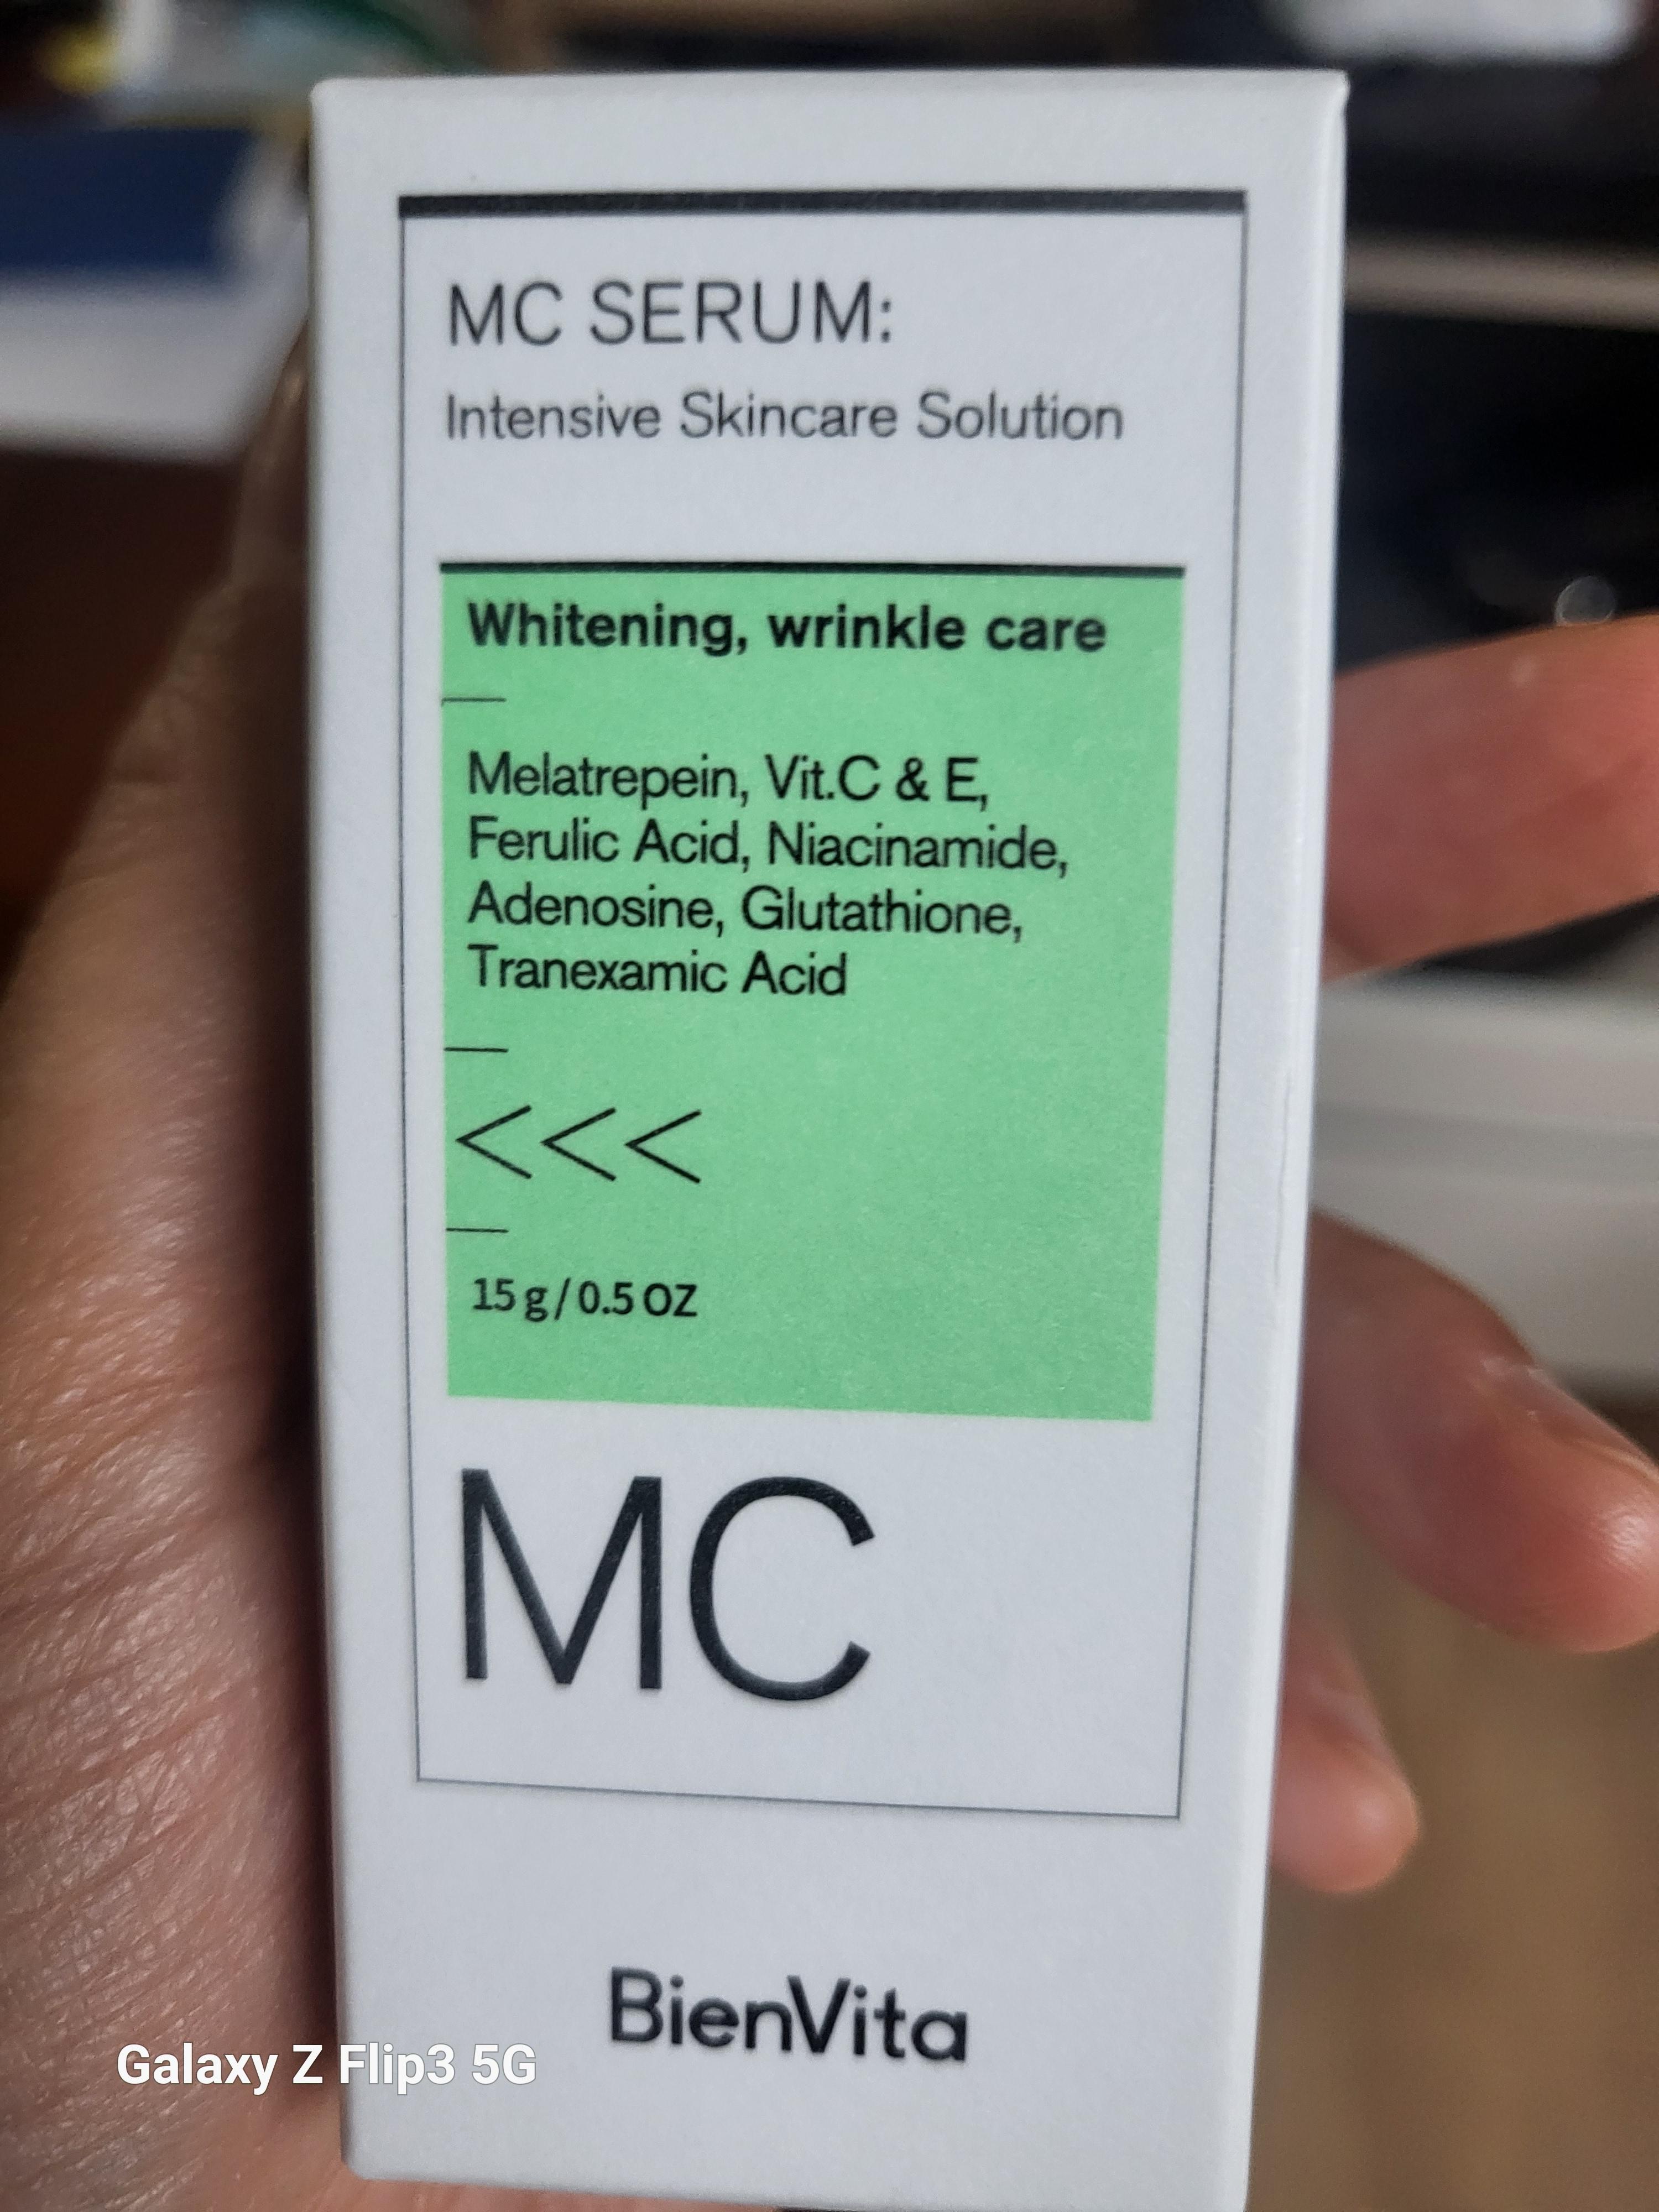 MC SERUM:
Intensive Skincare Solution
Whitening, wrinkle care
Melatrepein, Vit.C & E,
Ferulic Acid, Niacinamide,
Adenosine, Glutathione,
Tranexamic Acid
<<<
15 g / 0.5 OZ
MC
BienVita
Galaxy Z Flip3 5G